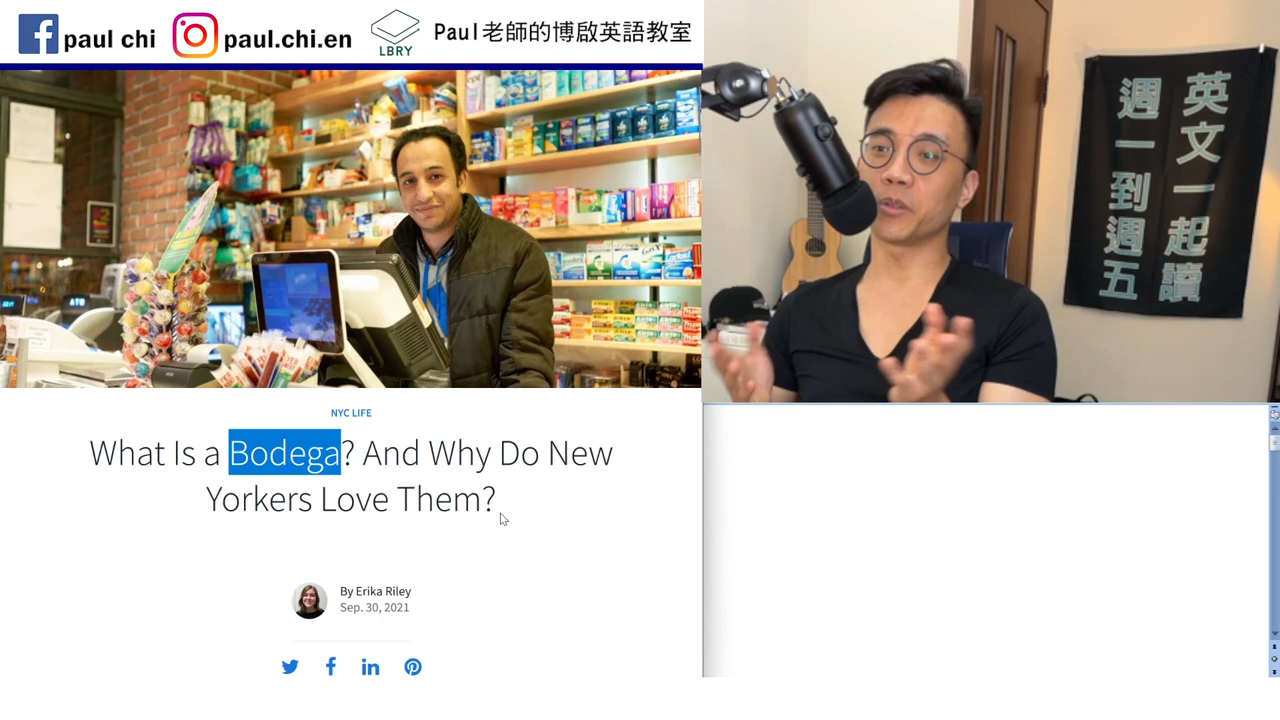 paul chi
paul.chi.en
LBRY
Paul老師的博啟英語教室
英文一起讀
週一到週五
NYC LIFE
What Is a Bodega? And Why Do New
Yorkers Love Them?
By Erika Riley
Sep. 30, 2021